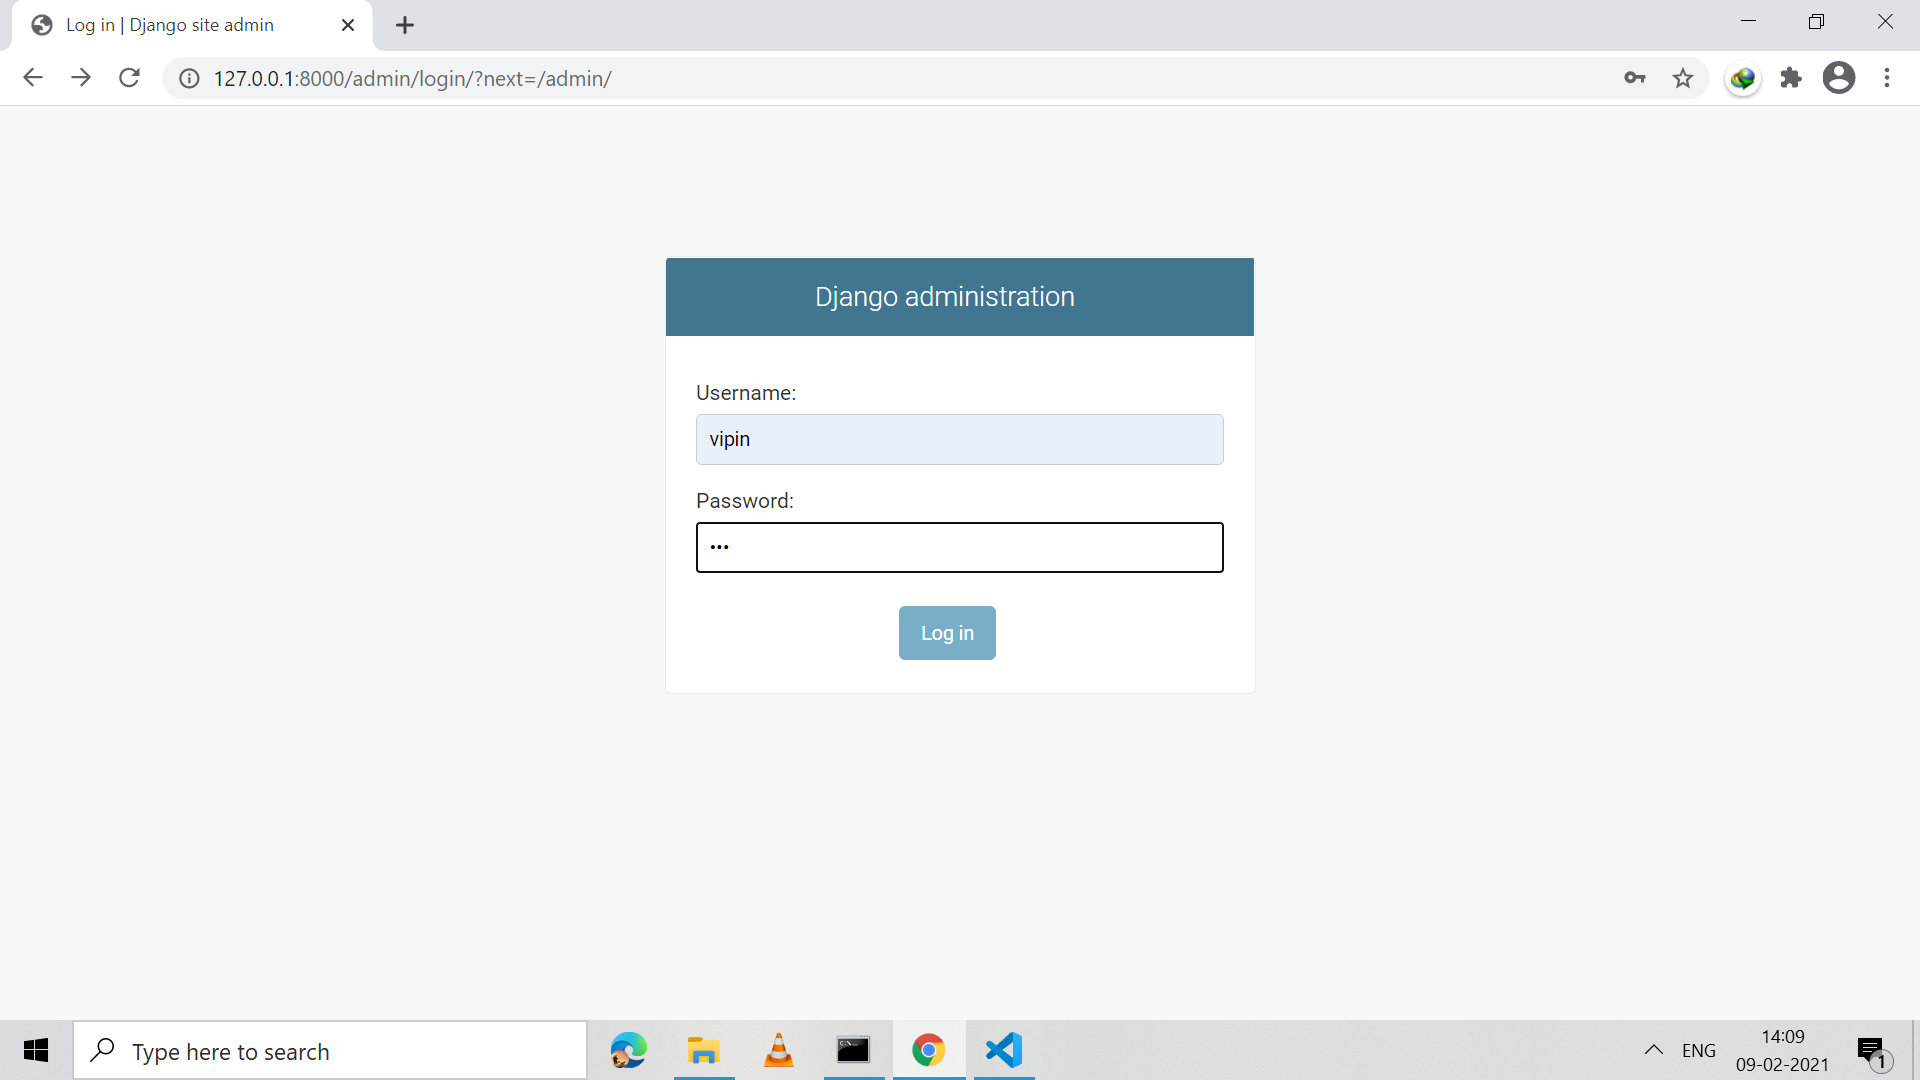 Log in | Django site admin
127.0.0.1:8000/admin/login/?next=/admin/
Django administration
Username:
vipin
Password:
•••
Log in
Type here to search
ENG
14:09
09-02-2021
1